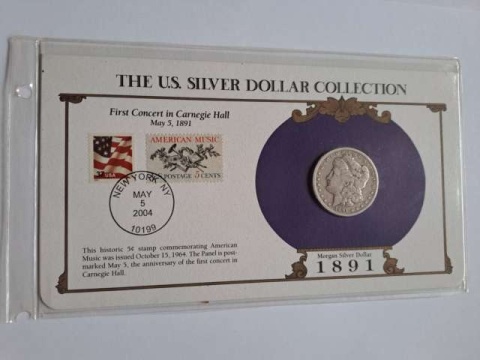 THE U.S. SILVER DOLLAR COLLECTION
First Concert in Carnegie Hall
May 5, 1891
USA
AMERICAN MUSIC
POSTAGE 5 CENTS
NEW YORK NY
MAY
5
2004
10199
This historic 5¢ stamp commemorating American
Music was issued October 15, 1964. The Panel is post-
marked May 5, the anniversary of the first concert in
Carnegie Hall.
Morgan Silver Dollar
1891